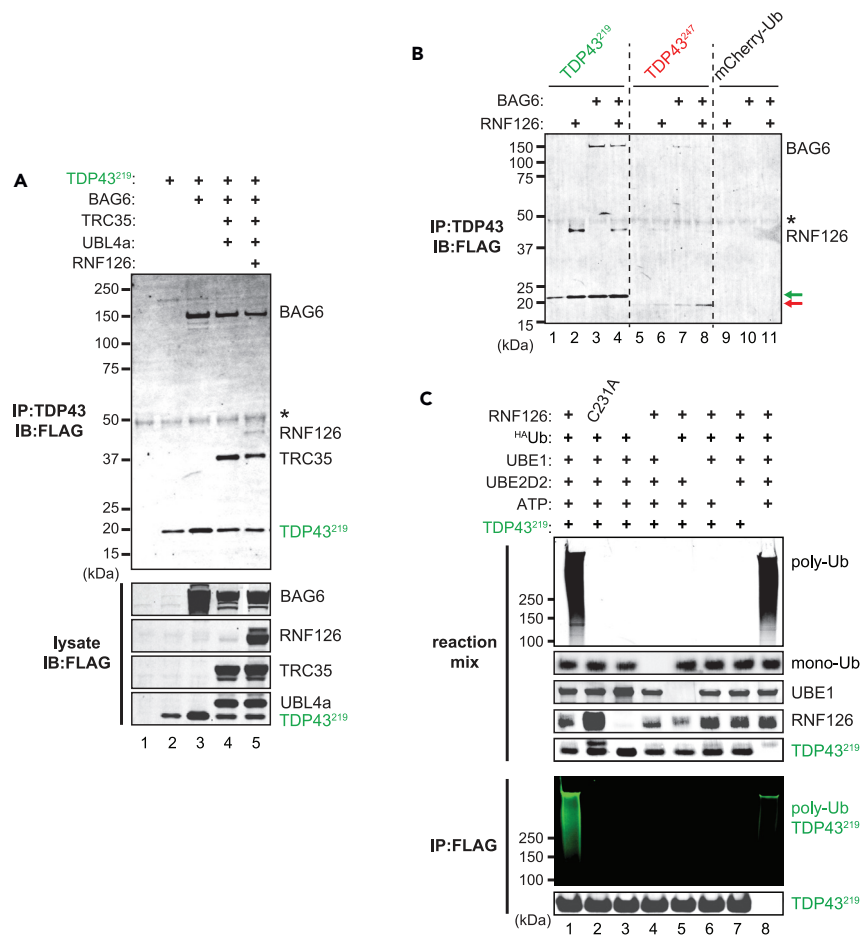 A
TDP43²¹⁹: + + + +
BAG6: + + +
TRC35: + +
UBL4a: + +
RNF126: +
IP:TDP43
IB:FLAG
250
150
100
75
50
37
25
20
15
(kDa)
BAG6
*
RNF126
TRC35
TDP43²¹⁹
lysate
IB:FLAG
BAG6
RNF126
TRC35
UBL4a
TDP43²¹⁹
1 2 3 4 5
B
TDP43²¹⁹ TDP43²⁴⁷ mCherry-Ub
BAG6: + + + + + +
RNF126: + + + + + +
IP:TDP43
IB:FLAG
150
100
75
50
37
25
20
15
(kDa)
BAG6
*
RNF126
1 2 3 4 5 6 7 8 9 10 11
C
RNF126: + C231A + + + + +
ᴴᴬUb: + + + + + + +
UBE1: + + + + + + +
UBE2D2: + + + + + + +
ATP: + + + + + + +
TDP43²¹⁹: + + + + + + +
reaction
mix
250
150
100
poly-Ub
mono-Ub
UBE1
RNF126
TDP43²¹⁹
IP:FLAG
250
150
100
(kDa)
poly-Ub
TDP43²¹⁹
TDP43²¹⁹
1 2 3 4 5 6 7 8